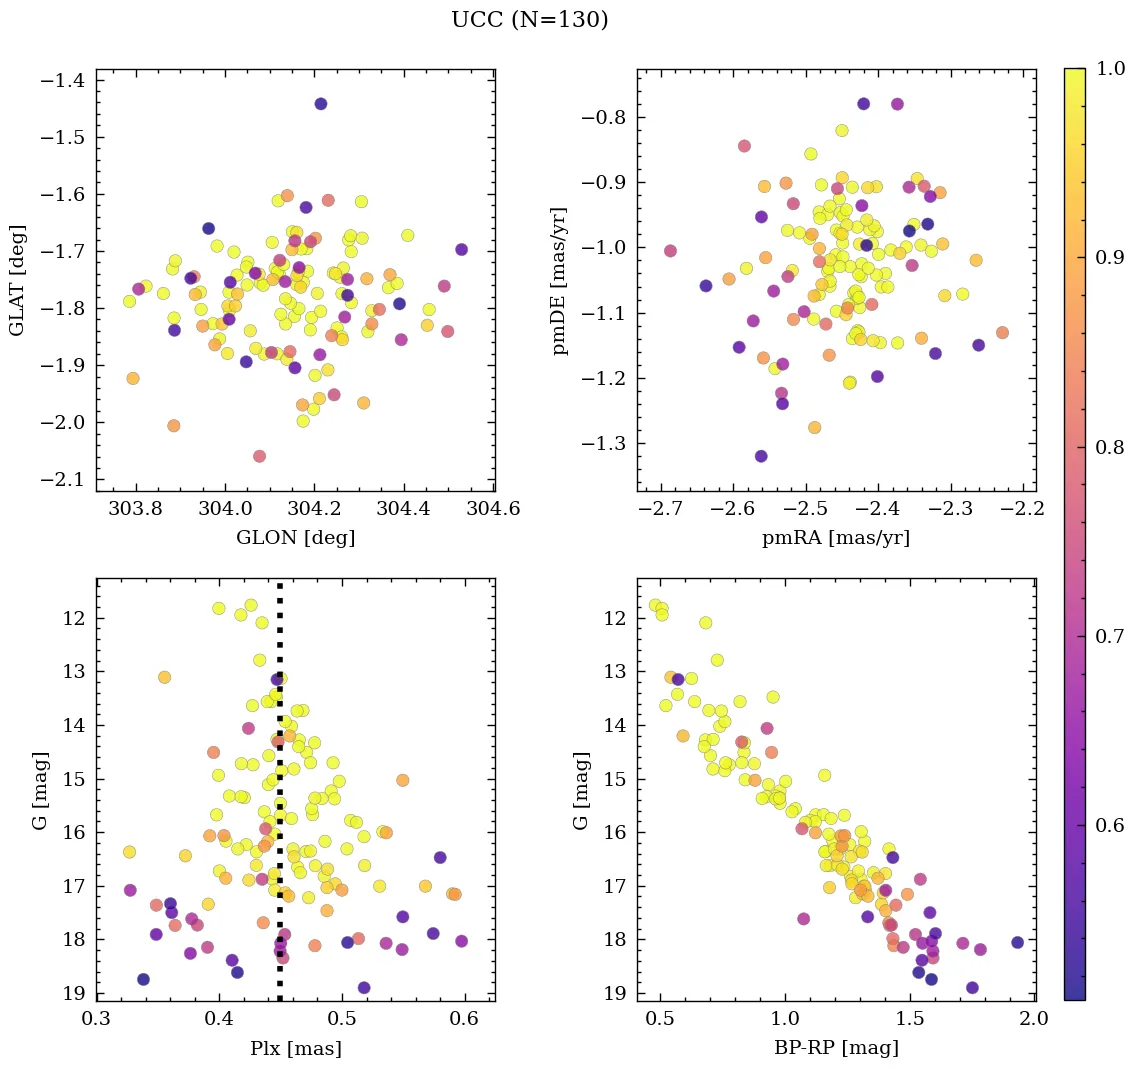 UCC (N=130)
−1.4
−1.5
−1.6
−1.7
−1.8
−1.9
−2.0
−2.1
GLAT [deg]
303.8 304.0 304.2 304.4 304.6
GLON [deg]
−0.8
−0.9
−1.0
−1.1
−1.2
−1.3
pmDE [mas/yr]
−2.7 −2.6 −2.5 −2.4 −2.3 −2.2
pmRA [mas/yr]
12
13
14
15
16
17
18
19
G [mag]
0.3 0.4 0.5 0.6
Plx [mas]
12
13
14
15
16
17
18
19
G [mag]
0.5 1.0 1.5 2.0
BP-RP [mag]
1.0
0.9
0.8
0.7
0.6